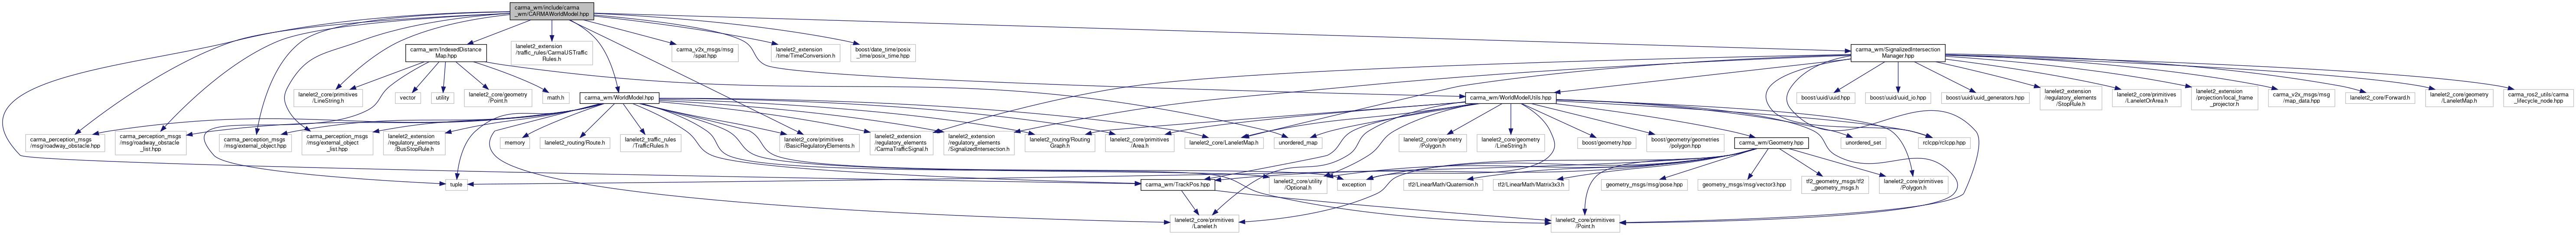 carma_wm/include/carma
_wm/CARMAWorldModel.hpp
carma_wm/IndexedDistance
Map.hpp
lanelet2_extension
/traffic_rules/CarmaUSTraffic
Rules.h
carma_v2x_msgs/msg
/spat.hpp
lanelet2_extension
/time/TimeConversion.h
boost/date_time/posix
_time/posix_time.hpp
carma_wm/SignalizedIntersection
Manager.hpp
lanelet2_core/primitives
/LineString.h
vector
utility
lanelet2_core/geometry
/Point.h
math.h
carma_wm/WorldModel.hpp
carma_wm/WorldModelUtils.hpp
boost/uuid/uuid.hpp
boost/uuid/uuid_io.hpp
boost/uuid/uuid_generators.hpp
lanelet2_extension
/regulatory_elements
/StopRule.h
lanelet2_core/primitives
/LaneletOrArea.h
lanelet2_extension
/projection/local_frame
_projector.h
carma_v2x_msgs/msg
/map_data.hpp
lanelet2_core/Forward.h
lanelet2_core/geometry
/LaneletMap.h
carma_ros2_utils/carma
_lifecycle_node.hpp
carma_perception_msgs
/msg/roadway_obstacle.hpp
carma_perception_msgs
/msg/roadway_obstacle
_list.hpp
carma_perception_msgs
/msg/external_object.hpp
carma_perception_msgs
/msg/external_object
_list.hpp
lanelet2_extension
/regulatory_elements
/BusStopRule.h
memory
lanelet2_routing/Route.h
lanelet2_traffic_rules
/TrafficRules.h
lanelet2_core/primitives
/BasicRegulatoryElements.h
lanelet2_extension
/regulatory_elements
/CarmaTrafficSignal.h
lanelet2_extension
/regulatory_elements
/SignalizedIntersection.h
lanelet2_routing/Routing
Graph.h
lanelet2_core/primitives
/Area.h
lanelet2_core/LaneletMap.h
unordered_map
lanelet2_core/geometry
/Polygon.h
lanelet2_core/geometry
/LineString.h
boost/geometry.hpp
boost/geometry/geometries
/polygon.hpp
carma_wm/Geometry.hpp
unordered_set
rclcpp/rclcpp.hpp
tuple
carma_wm/TrackPos.hpp
lanelet2_core/utility
/Optional.h
exception
tf2/LinearMath/Quaternion.h
tf2/LinearMath/Matrix3x3.h
geometry_msgs/msg/pose.hpp
geometry_msgs/msg/vector3.hpp
tf2_geometry_msgs/tf2
_geometry_msgs.h
lanelet2_core/primitives
/Polygon.h
lanelet2_core/primitives
/Lanelet.h
lanelet2_core/primitives
/Point.h